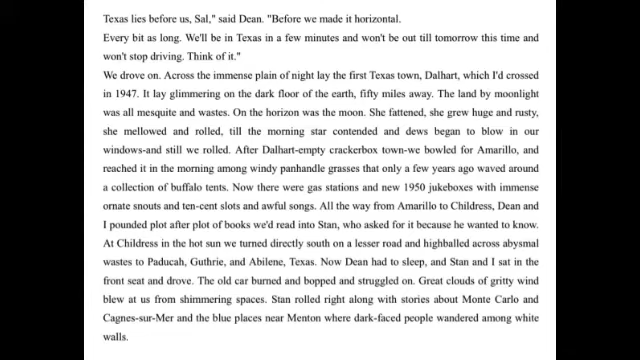 Texas lies before us, Sal," said Dean. "Before we made it horizontal.
Every bit as long. We'll be in Texas in a few minutes and won't be out till tomorrow this time and
won't stop driving. Think of it."
We drove on. Across the immense plain of night lay the first Texas town, Dalhart, which I'd crossed
in 1947. It lay glimmering on the dark floor of the earth, fifty miles away. The land by moonlight
was all mesquite and wastes. On the horizon was the moon. She fattened, she grew huge and rusty,
she mellowed and rolled, till the morning star contended and dews began to blow in our
windows-and still we rolled. After Dalhart-empty crackerbox town-we bowled for Amarillo, and
reached it in the morning among windy panhandle grasses that only a few years ago waved around
a collection of buffalo tents. Now there were gas stations and new 1950 jukeboxes with immense
ornate snouts and ten-cent slots and awful songs. All the way from Amarillo to Childress, Dean and
I pounded plot after plot of books we'd read into Stan, who asked for it because he wanted to know.
At Childress in the hot sun we turned directly south on a lesser road and highballed across abysmal
wastes to Paducah, Guthrie, and Abilene, Texas. Now Dean had to sleep, and Stan and I sat in the
front seat and drove. The old car burned and bopped and struggled on. Great clouds of gritty wind
blew at us from shimmering spaces. Stan rolled right along with stories about Monte Carlo and
Cagnes-sur-Mer and the blue places near Menton where dark-faced people wandered among white
walls.